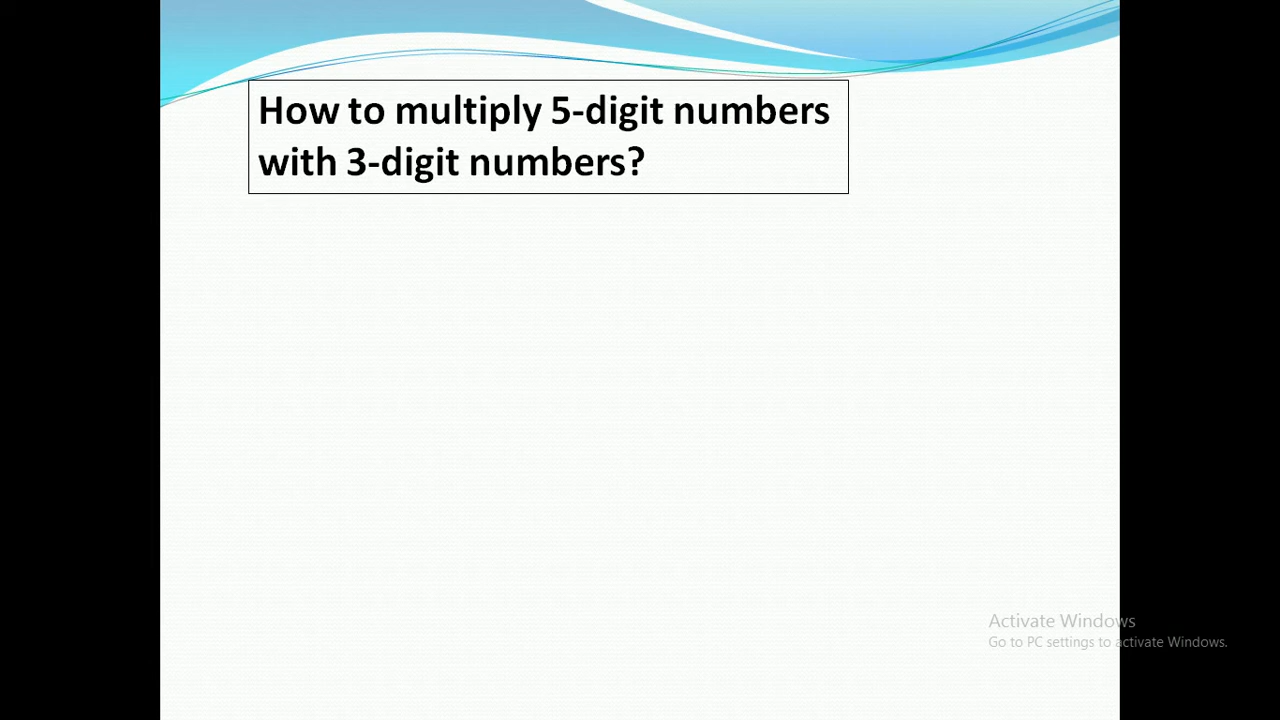 How to multiply 5-digit numbers
with 3-digit numbers?
Activate Windows
Go to PC settings to activate Windows.